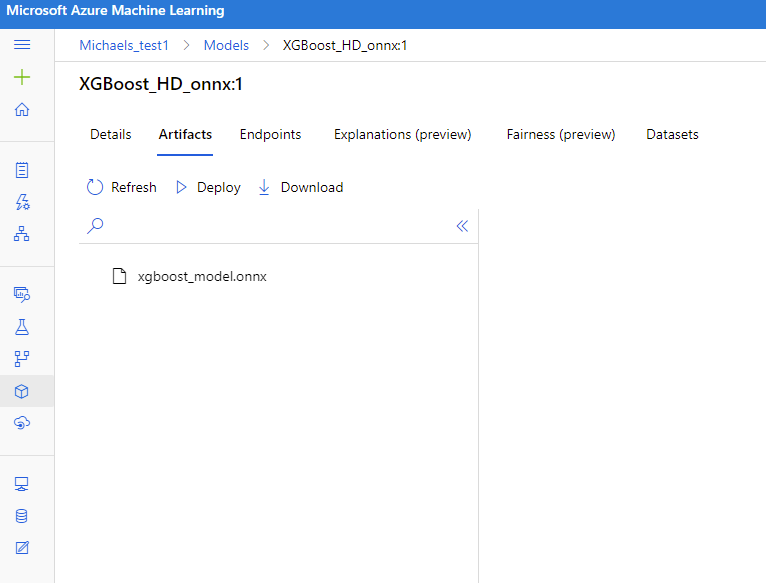 Microsoft Azure Machine Learning
Michaels_test1 > Models > XGBoost_HD_onnx:1
XGBoost_HD_onnx:1
Details Artifacts Endpoints Explanations (preview) Fairness (preview) Datasets
Refresh Deploy Download
xgboost_model.onnx